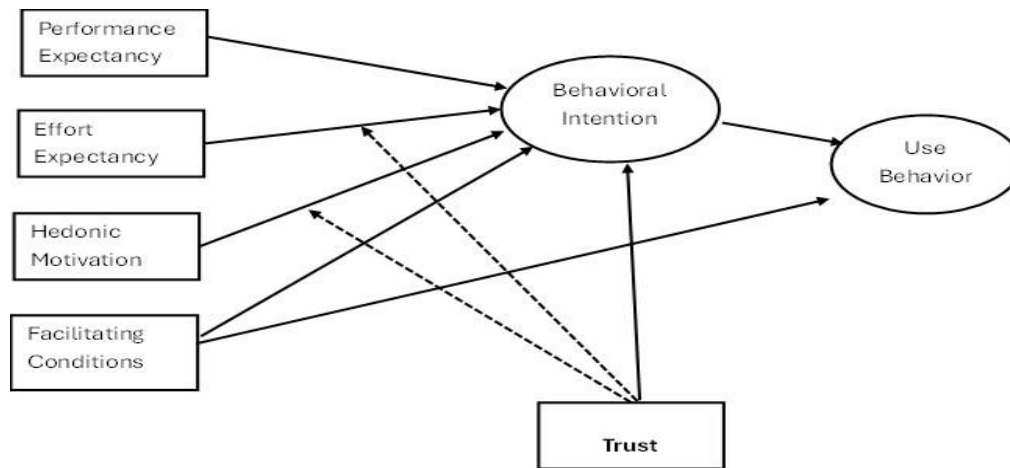 Performance
Expectancy
Effort
Expectancy
Hedonic
Motivation
Facilitating
Conditions
Behavioral
Intention
Use
Behavior
Trust